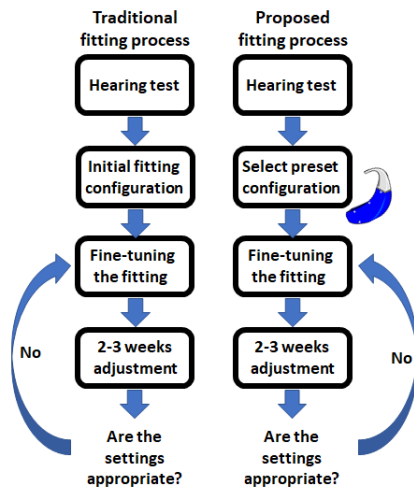 Traditional
fitting process
Hearing test
Initial fitting
configuration
Fine-tuning
the fitting
2-3 weeks
adjustment
Are the
settings
appropriate?
No
Proposed
fitting process
Hearing test
Select preset
configuration
Fine-tuning
the fitting
2-3 weeks
adjustment
Are the
settings
appropriate?
No